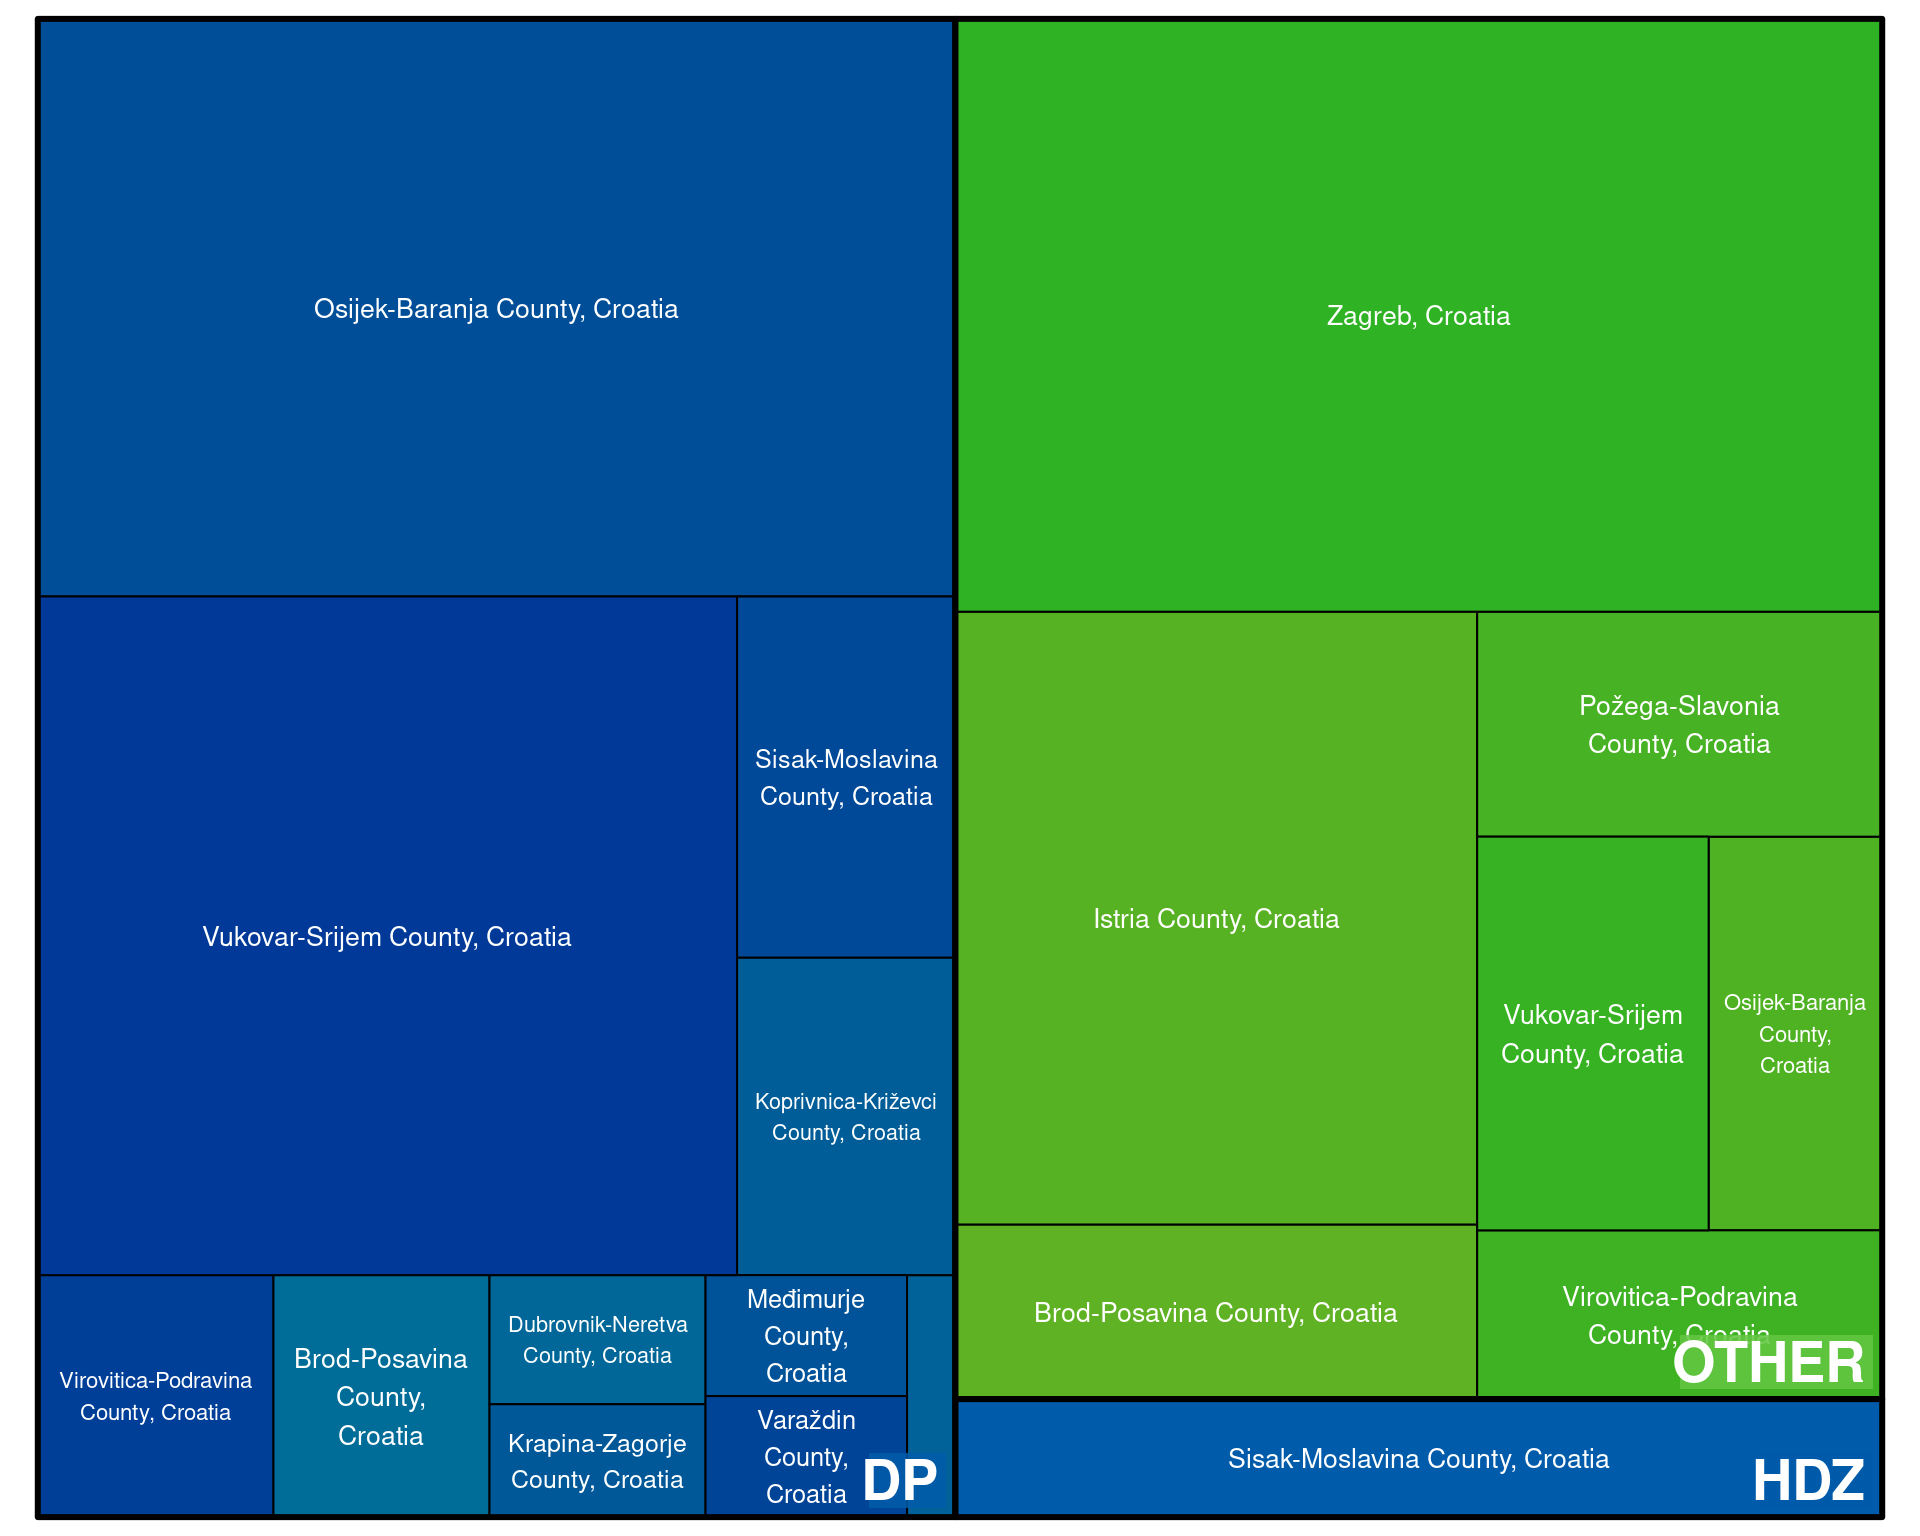 Osijek-Baranja County, Croatia
Vukovar-Srijem County, Croatia
Sisak-Moslavina
County, Croatia
Koprivnica-Križevci
County, Croatia
Virovitica-Podravina
County, Croatia
Brod-Posavina
County,
Croatia
Dubrovnik-Neretva
County, Croatia
Krapina-Zagorje
County, Croatia
Međimurje
County,
Croatia
Varaždin
County,
Croatia
DP
Zagreb, Croatia
Istria County, Croatia
Požega-Slavonia
County, Croatia
Vukovar-Srijem
County, Croatia
Osijek-Baranja
County,
Croatia
Brod-Posavina County, Croatia
Virovitica-Podravina
County, Croatia
OTHER
Sisak-Moslavina County, Croatia
HDZ